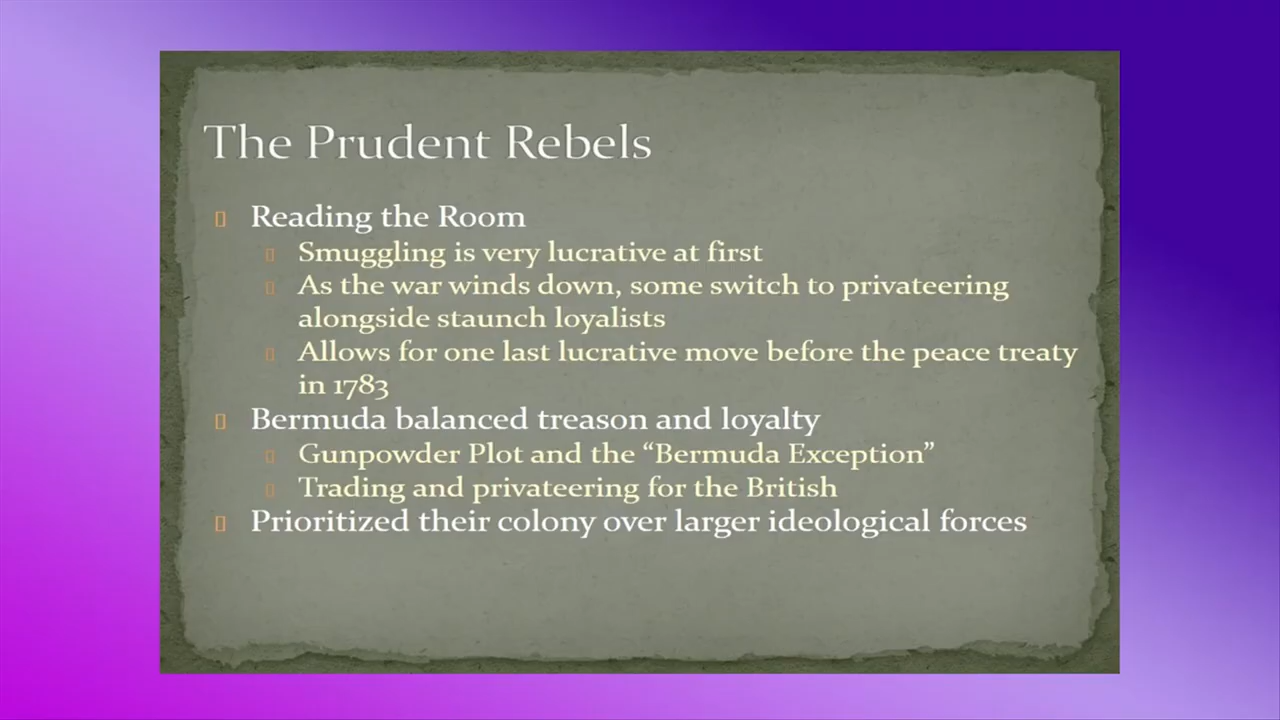 The Prudent Rebels
Reading the Room
Smuggling is very lucrative at first
As the war winds down, some switch to privateering
alongside staunch loyalists
Allows for one last lucrative move before the peace treaty
in 1783
Bermuda balanced treason and loyalty
Gunpowder Plot and the “Bermuda Exception”
Trading and privateering for the British
Prioritized their colony over larger ideological forces